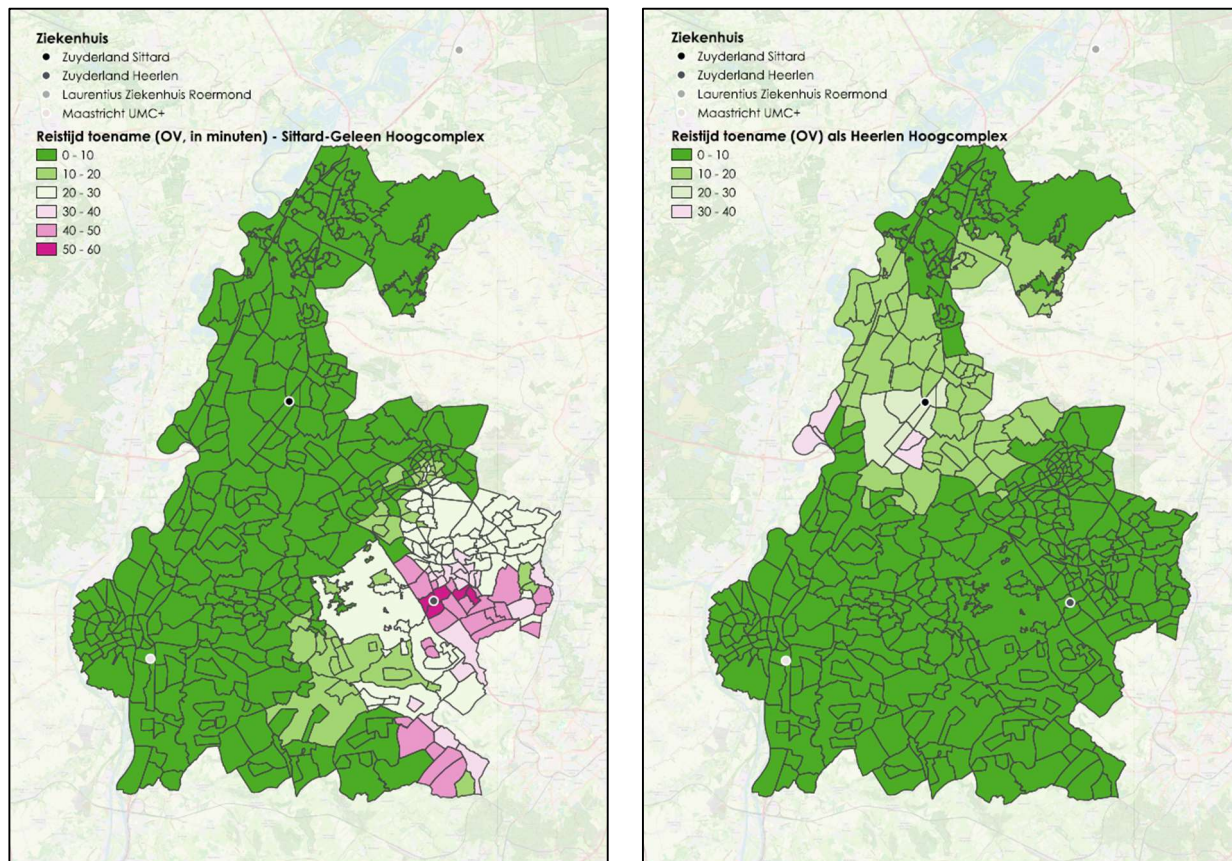 Ziekenhuis
Zuyderland Sittard
Zuyderland Heerlen
Laurentius Ziekenhuis Roermond
Maastricht UMC+
Reistijd toename (OV, in minuten) - Sittard-Geleen Hoogcomplex
0 - 10
10 - 20
20 - 30
30 - 40
40 - 50
50 - 60
Ziekenhuis
Zuyderland Sittard
Zuyderland Heerlen
Laurentius Ziekenhuis Roermond
Maastricht UMC+
Reistijd toename (OV) als Heerlen Hoogcomplex
0 - 10
10 - 20
20 - 30
30 - 40